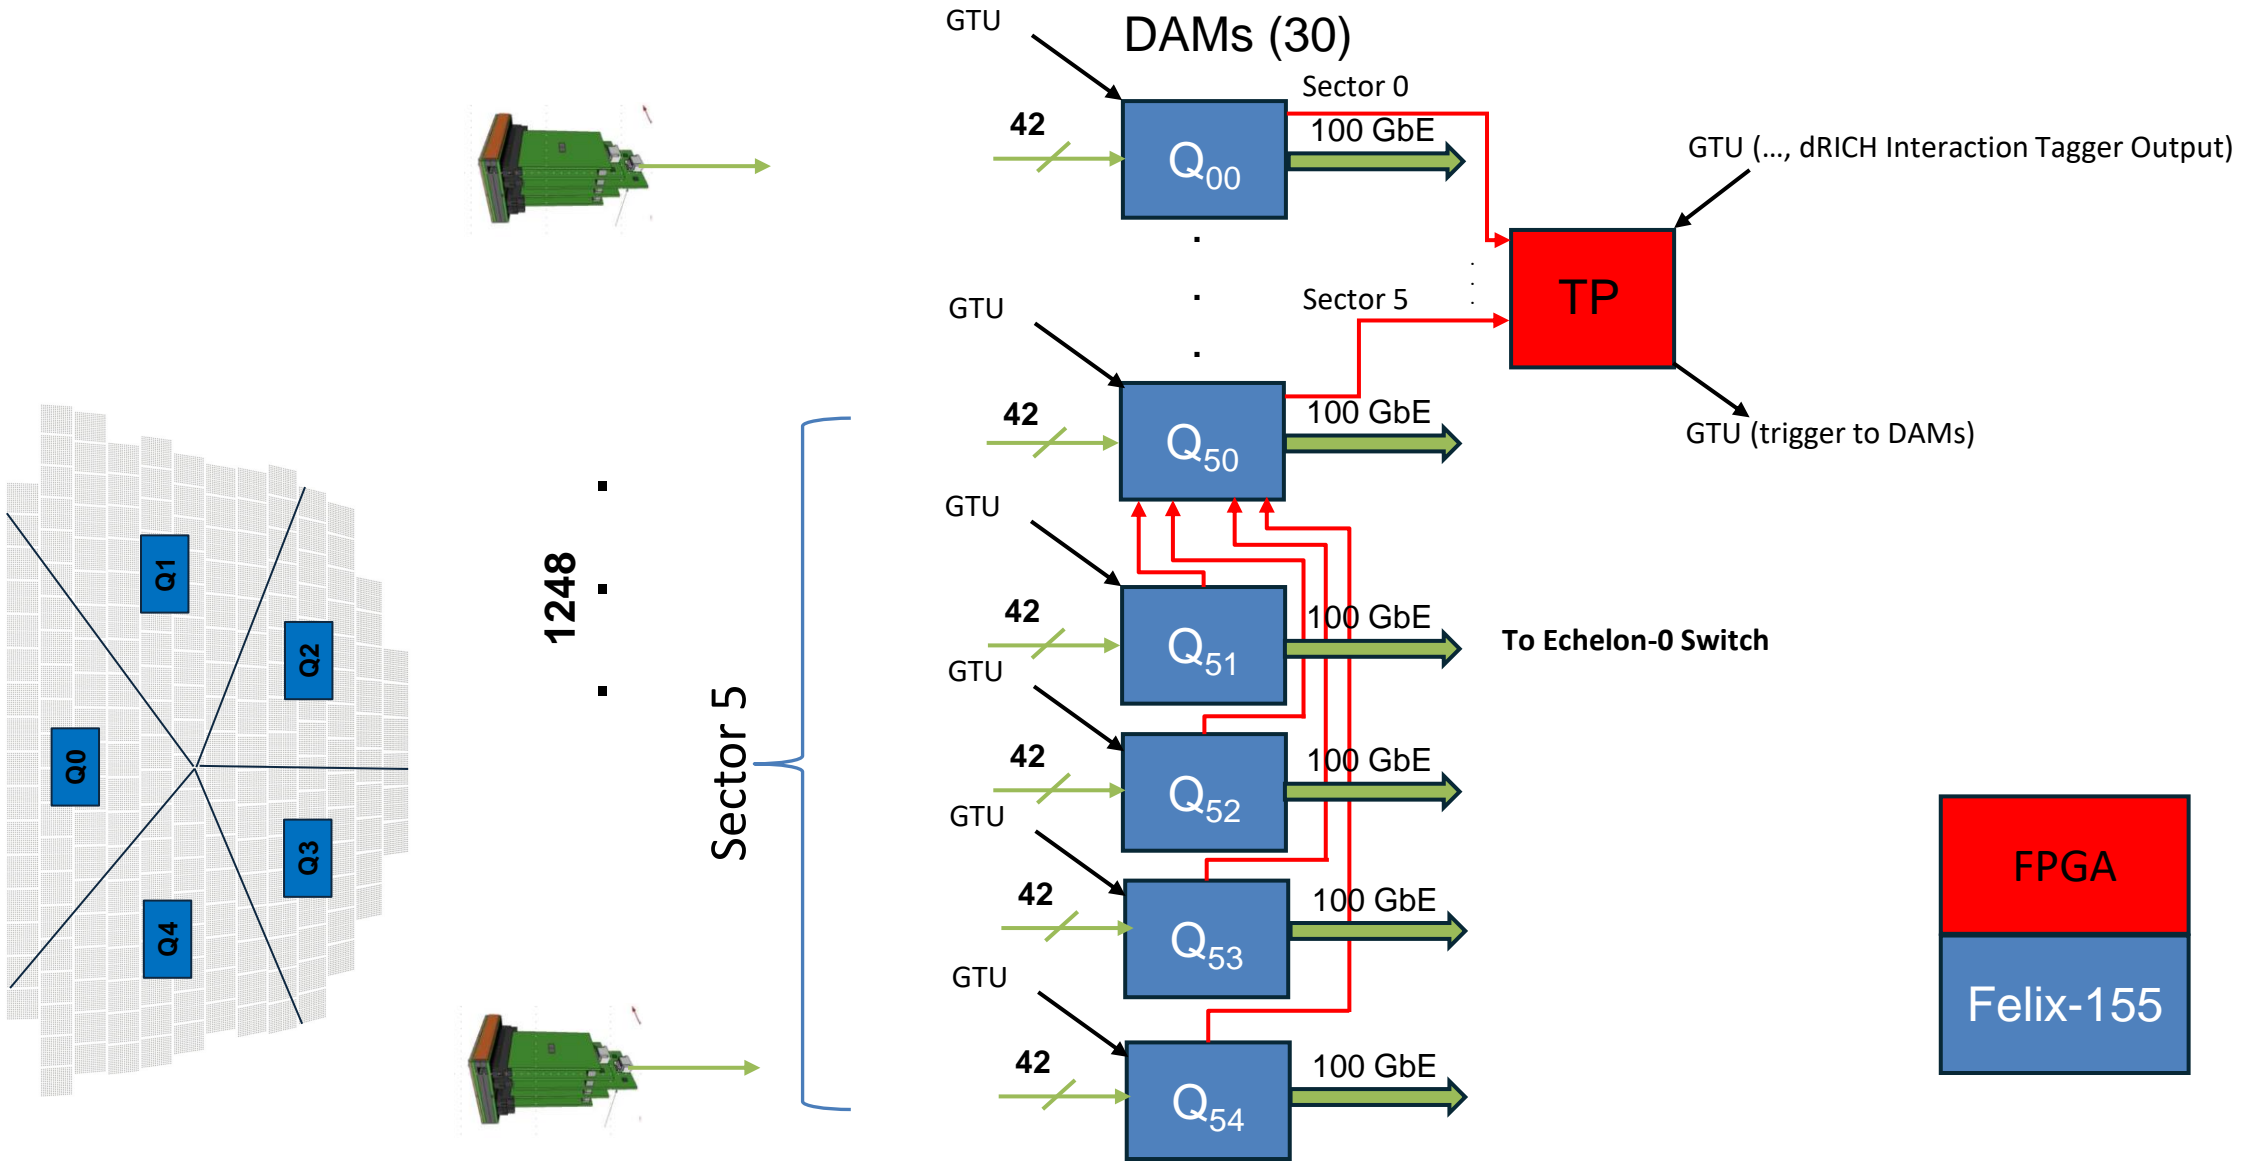 GTU
DAMs (30)
Sector 0
42
100 GbE
Q00
GTU (..., dRICH Interaction Tagger Output)
TP
GTU
Sector 5
42
100 GbE
Q50
GTU (trigger to DAMs)
GTU
Q1
Q2
Q0
Q3
Q4
1248
Sector 5
42
100 GbE
Q51
To Echelon-0 Switch
GTU
42
100 GbE
Q52
GTU
42
100 GbE
Q53
GTU
42
100 GbE
Q54
FPGA
Felix-155